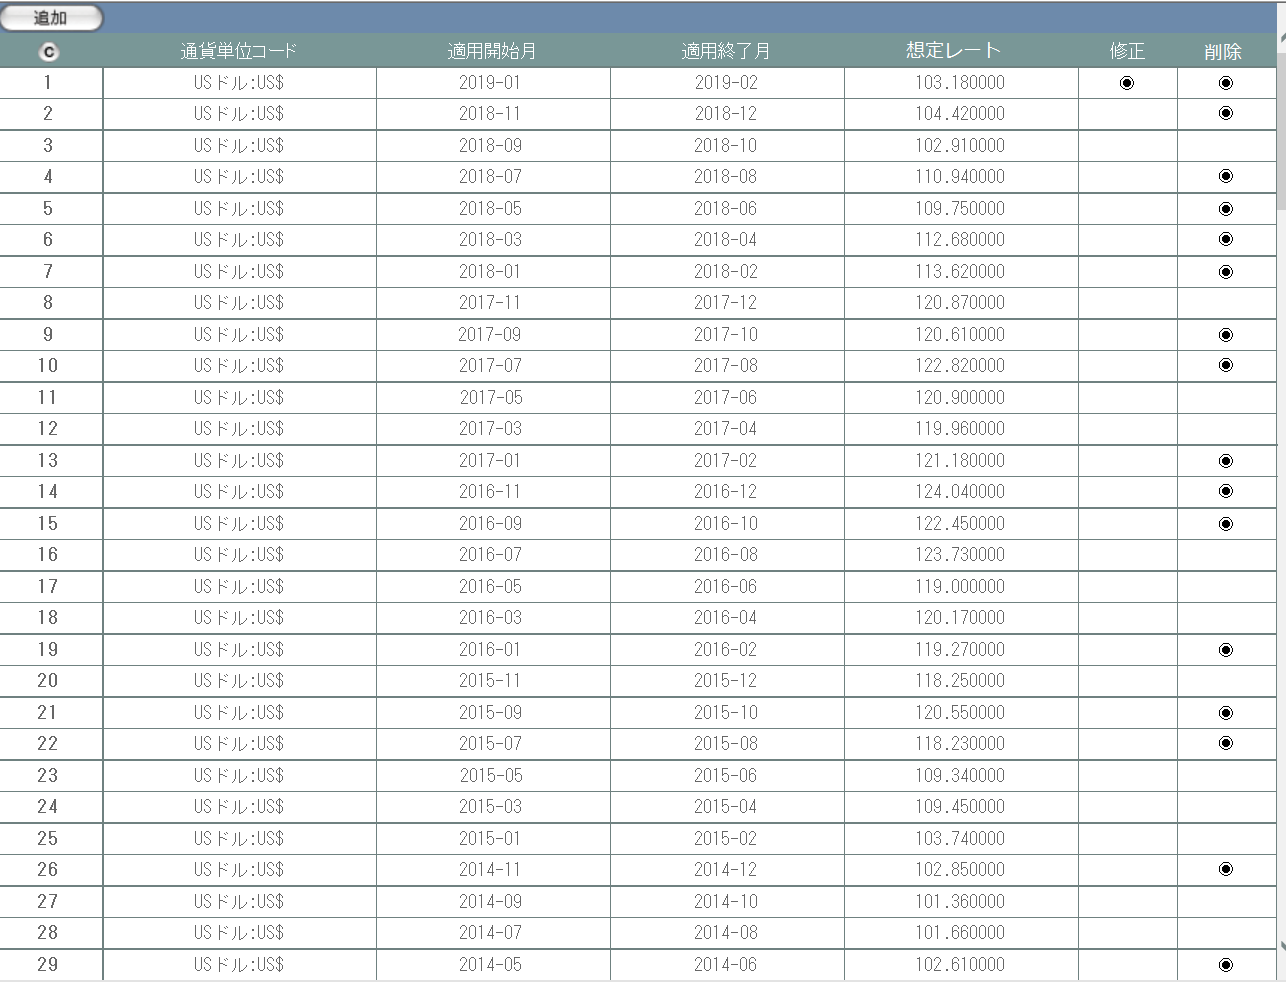 追加
C 通貨単位コード 適用開始月 適用終了月 想定レート 修正 削除
1 USドル:US$ 2019-01 2019-02 103.180000
2 USドル:US$ 2018-11 2018-12 104.420000
3 USドル:US$ 2018-09 2018-10 102.910000
4 USドル:US$ 2018-07 2018-08 110.940000
5 USドル:US$ 2018-05 2018-06 109.750000
6 USドル:US$ 2018-03 2018-04 112.680000
7 USドル:US$ 2018-01 2018-02 113.620000
8 USドル:US$ 2017-11 2017-12 120.870000
9 USドル:US$ 2017-09 2017-10 120.610000
10 USドル:US$ 2017-07 2017-08 122.820000
11 USドル:US$ 2017-05 2017-06 120.900000
12 USドル:US$ 2017-03 2017-04 119.960000
13 USドル:US$ 2017-01 2017-02 121.180000
14 USドル:US$ 2016-11 2016-12 124.040000
15 USドル:US$ 2016-09 2016-10 122.450000
16 USドル:US$ 2016-07 2016-08 123.730000
17 USドル:US$ 2016-05 2016-06 119.000000
18 USドル:US$ 2016-03 2016-04 120.170000
19 USドル:US$ 2016-01 2016-02 119.270000
20 USドル:US$ 2015-11 2015-12 118.250000
21 USドル:US$ 2015-09 2015-10 120.550000
22 USドル:US$ 2015-07 2015-08 118.230000
23 USドル:US$ 2015-05 2015-06 109.340000
24 USドル:US$ 2015-03 2015-04 109.450000
25 USドル:US$ 2015-01 2015-02 103.740000
26 USドル:US$ 2014-11 2014-12 102.850000
27 USドル:US$ 2014-09 2014-10 101.360000
28 USドル:US$ 2014-07 2014-08 101.660000
29 USドル:US$ 2014-05 2014-06 102.610000